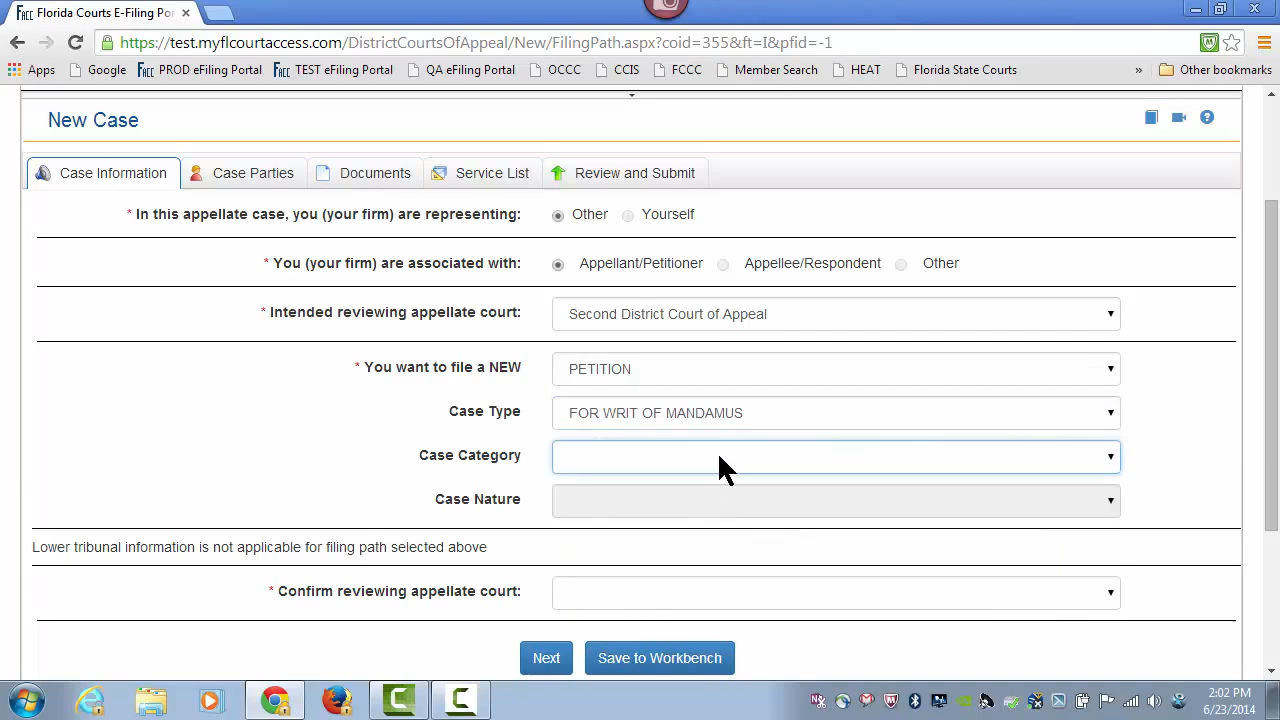 FACC Florida Courts E-Filing Por
https://test.myflcourtaccess.com/DistrictCourtsOfAppeal/New/FilingPath.aspx?coid=355&ft=I&pfid=-1
Apps Google FACC PROD eFiling Portal FACC TEST eFiling Portal QA eFiling Portal OCCC CCIS FCCC Member Search HEAT Florida State Courts » Other bookmarks
New Case
Case Information Case Parties Documents Service List Review and Submit
* In this appellate case, you (your firm) are representing: Other Yourself
* You (your firm) are associated with: Appellant/Petitioner Appellee/Respondent Other
* Intended reviewing appellate court: Second District Court of Appeal
* You want to file a NEW PETITION
Case Type FOR WRIT OF MANDAMUS
Case Category
Case Nature
Lower tribunal information is not applicable for filing path selected above
* Confirm reviewing appellate court:
Next Save to Workbench
2:02 PM
6/23/2014